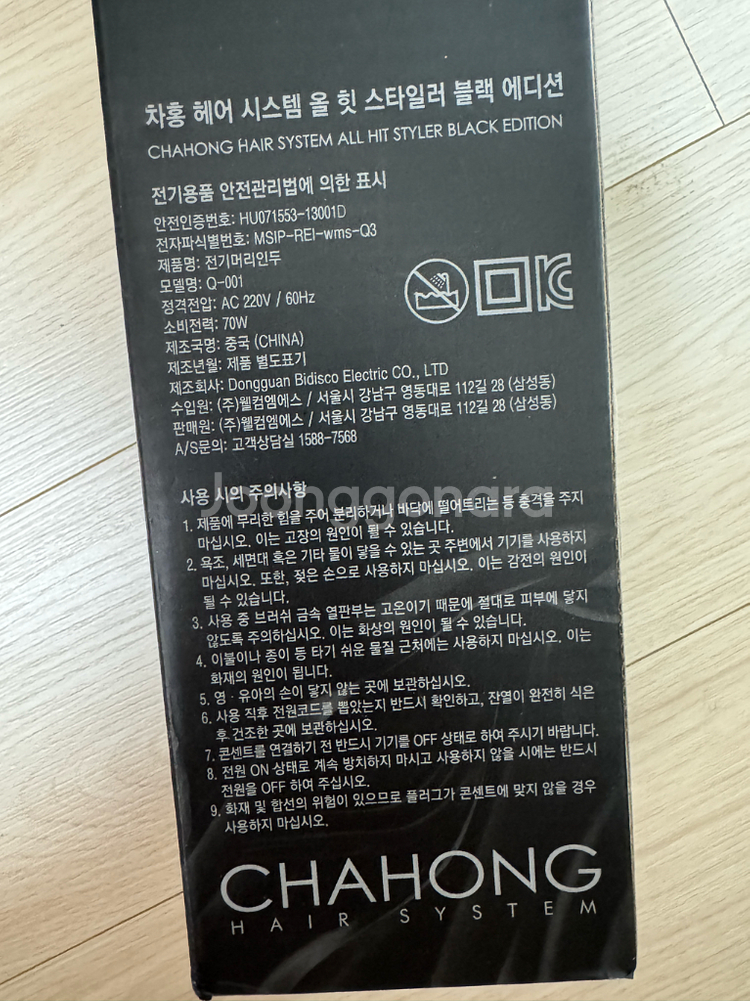 차홍 헤어 시스템 올 힛 스타일러 블랙 에디션
CHAHONG HAIR SYSTEM ALL HIT STYLER BLACK EDITION
전기용품 안전관리법에 의한 표시
안전인증번호: HU071553-13001D
전자파식별번호: MSIP-REI-wms-Q3
제품명: 전기머리인두
모델명: Q-001
정격전압: AC 220V / 60Hz
소비전력: 70W
제조국명: 중국 (CHINA)
제조년월: 제품 별도표기
제조회사: Dongguan Bidisco Electric CO., LTD
수입원: (주)웰컴엠에스 / 서울시 강남구 영동대로 112길 28 (삼성동)
판매원: (주)웰컴엠에스 / 서울시 강남구 영동대로 112길 28 (삼성동)
A/S문의: 고객상담실 1588-7568
사용 시의 주의사항
Joonggonara
1. 제품에 무리한 힘을 주어 분리하거나 바닥에 떨어트리는 등 충격을 주지
마십시오. 이는 고장의 원인이 될 수 있습니다.
2. 욕조, 세면대 혹은 기타 물이 닿을 수 있는 곳 주변에서 기기를 사용하지
마십시오. 또한, 젖은 손으로 사용하지 마십시오. 이는 감전의 원인이
될 수 있습니다.
3. 사용 중 브러쉬 금속 열판부는 고온이기 때문에 절대로 피부에 닿지
않도록 주의하십시오. 이는 화상의 원인이 될 수 있습니다.
4. 이불이나 종이 등 타기 쉬운 물질 근처에는 사용하지 마십시오. 이는
화재의 원인이 됩니다.
5. 영·유아의 손이 닿지 않는 곳에 보관하십시오.
6. 사용 직후 전원코드를 뽑았는지 반드시 확인하고, 잔열이 완전히 식은
후 건조한 곳에 보관하십시오.
7. 콘센트를 연결하기 전 반드시 기기를 OFF 상태로 하여 주시기 바랍니다.
8. 전원 ON 상태로 계속 방치하지 마시고 사용하지 않을 시에는 반드시
전원을 OFF 하여 주십시오.
9. 화재 및 합선의 위험이 있으므로 플러그가 콘센트에 맞지 않을 경우
사용하지 마십시오.
CHAHONG
HAIR SYSTEM